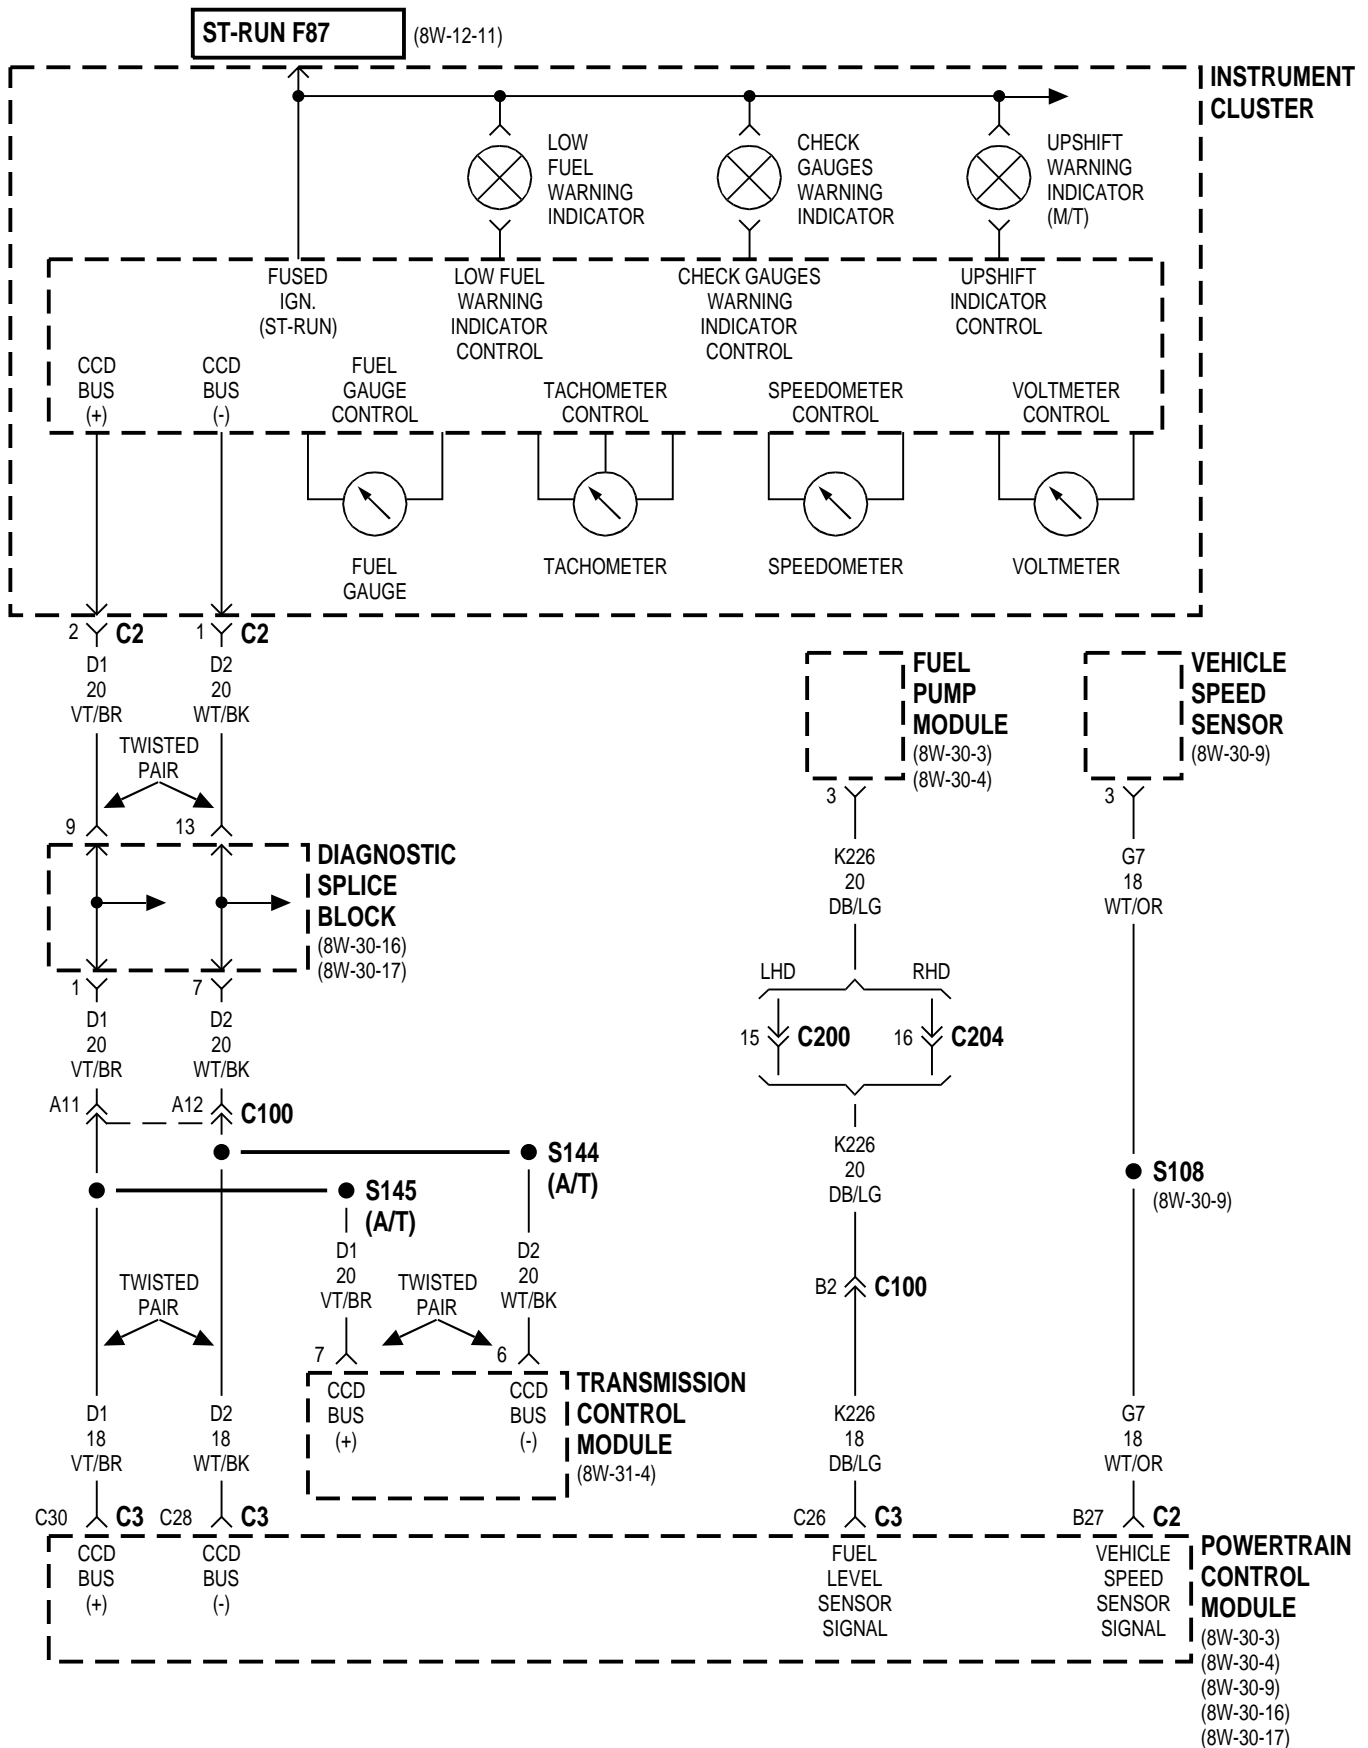 ST-RUN F87
(8W-12-11)
INSTRUMENT
CLUSTER
LOW
FUEL
WARNING
INDICATOR
CHECK
GAUGES
WARNING
INDICATOR
UPSHIFT
WARNING
INDICATOR
(M/T)
FUSED
IGN.
(ST-RUN)
LOW FUEL
WARNING
INDICATOR
CONTROL
CHECK GAUGES
WARNING
INDICATOR
CONTROL
UPSHIFT
INDICATOR
CONTROL
CCD
BUS
(+)
CCD
BUS
(-)
FUEL
GAUGE
CONTROL
TACHOMETER
CONTROL
SPEEDOMETER
CONTROL
VOLTMETER
CONTROL
FUEL
GAUGE
TACHOMETER
SPEEDOMETER
VOLTMETER
2
C2
1
C2
D1
20
VT/BR
D2
20
WT/BK
TWISTED
PAIR
FUEL
PUMP
MODULE
(8W-30-3)
(8W-30-4)
VEHICLE
SPEED
SENSOR
(8W-30-9)
3
3
9
13
DIAGNOSTIC
SPLICE
BLOCK
(8W-30-16)
(8W-30-17)
K226
20
DB/LG
G7
18
WT/OR
1
7
D1
20
VT/BR
D2
20
WT/BK
LHD
RHD
15
C200
16
C204
A11
A12
C100
S144
(A/T)
S145
(A/T)
K226
20
DB/LG
S108
(8W-30-9)
D1
20
VT/BR
D2
20
WT/BK
TWISTED
PAIR
TWISTED
PAIR
B2
C100
7
6
CCD
BUS
(+)
CCD
BUS
(-)
TRANSMISSION
CONTROL
MODULE
(8W-31-4)
D1
18
VT/BR
D2
18
WT/BK
K226
18
DB/LG
G7
18
WT/OR
C30
C3
C28
C3
C26
C3
B27
C2
CCD
BUS
(+)
CCD
BUS
(-)
FUEL
LEVEL
SENSOR
SIGNAL
VEHICLE
SPEED
SENSOR
SIGNAL
POWERTRAIN
CONTROL
MODULE
(8W-30-3)
(8W-30-4)
(8W-30-9)
(8W-30-16)
(8W-30-17)